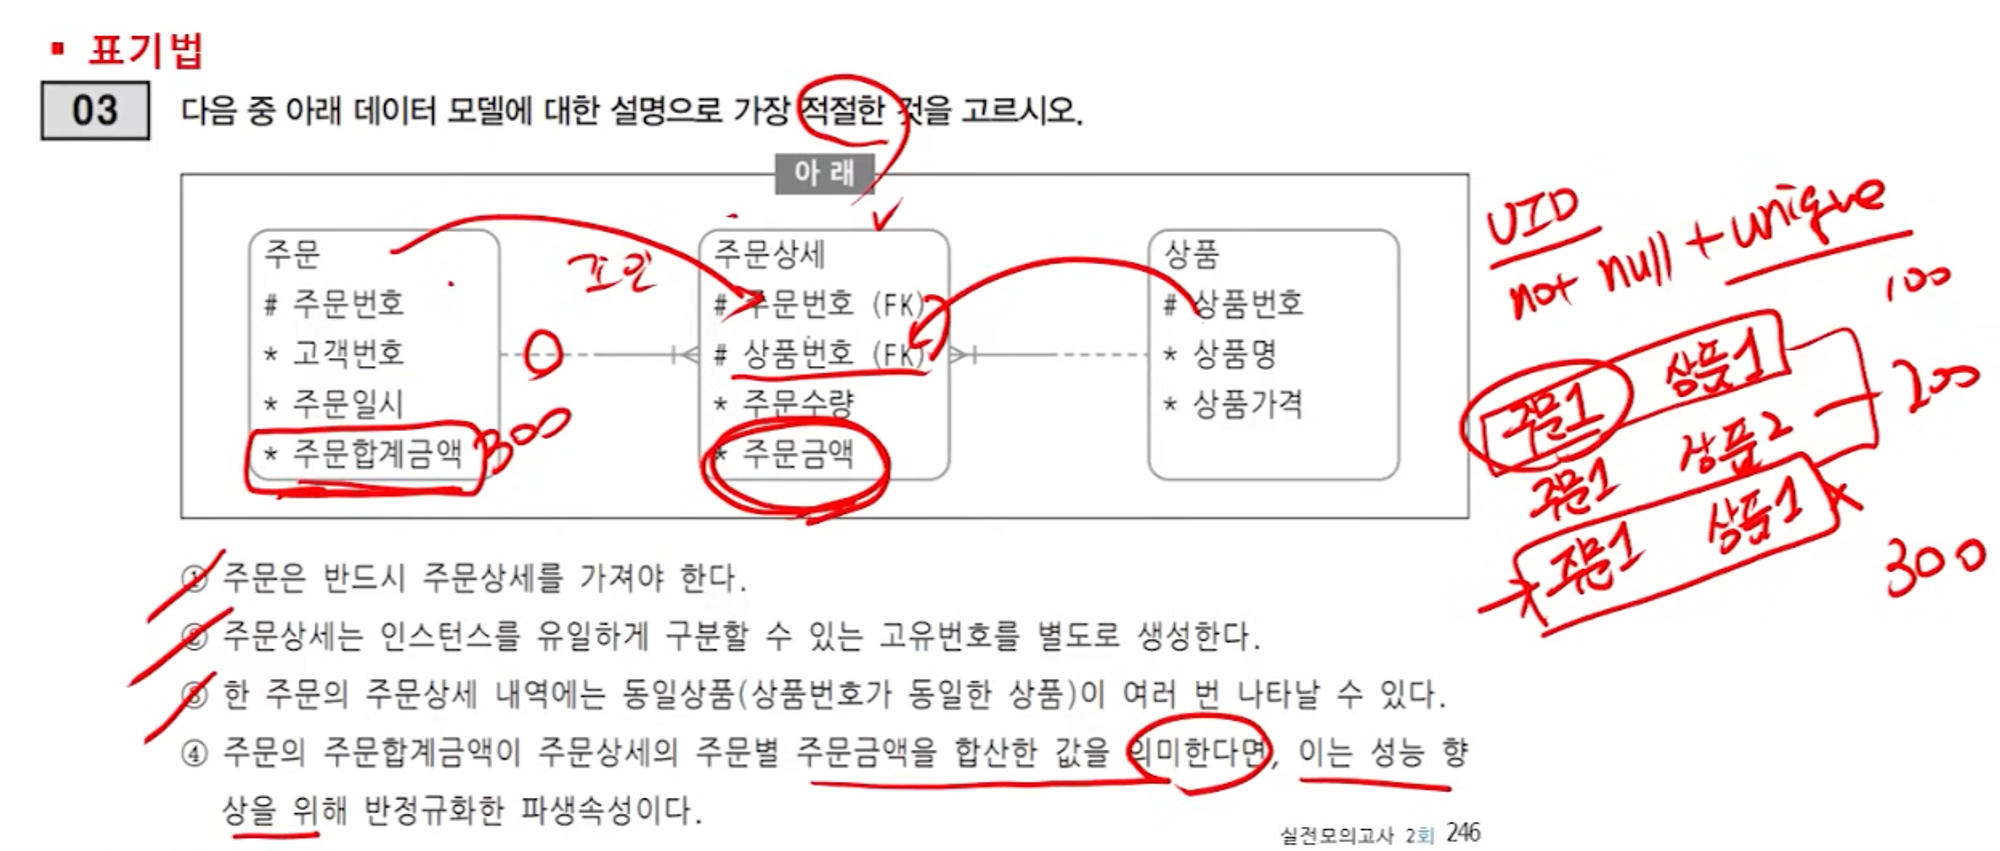 ▪ 표기법
03 다음 중 아래 데이터 모델에 대한 설명으로 가장 적절한 것을 고르시오.
아 래
주문
# 주문번호
* 고객번호
* 주문일시
* 주문합계금액
300
조인
주문상세
# 주문번호 (FK)
# 상품번호 (FK)
* 주문수량
* 주문금액
상품
# 상품번호
* 상품명
* 상품가격
UID
not null + unique
100
주문1 상품1
200
주문1 상품2
주문1 상품1
300
① 주문은 반드시 주문상세를 가져야 한다.
② 주문상세는 인스턴스를 유일하게 구분할 수 있는 고유번호를 별도로 생성한다.
③ 한 주문의 주문상세 내역에는 동일상품(상품번호가 동일한 상품)이 여러 번 나타날 수 있다.
④ 주문의 주문합계금액이 주문상세의 주문별 주문금액을 합산한 값을 의미한다면, 이는 성능 향
상을 위해 반정규화한 파생속성이다.
실전모의고사 2회 246